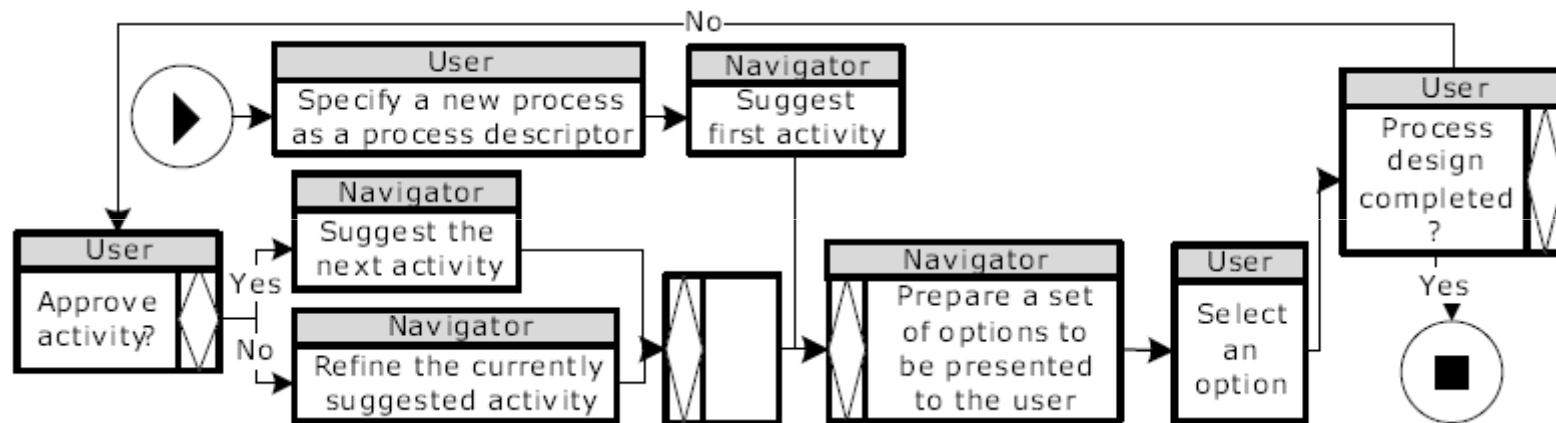 No
User
Specify a new process
as a process descriptor
Navigator
Suggest
first activity
User
Process
design
completed
?
Navigator
Suggest the
next activity
User
Approve
activity?
Yes
No
Navigator
Refine the currently
suggested activity
Navigator
Prepare a set
of options to
be presented
to the user
User
Select
an
option
Yes